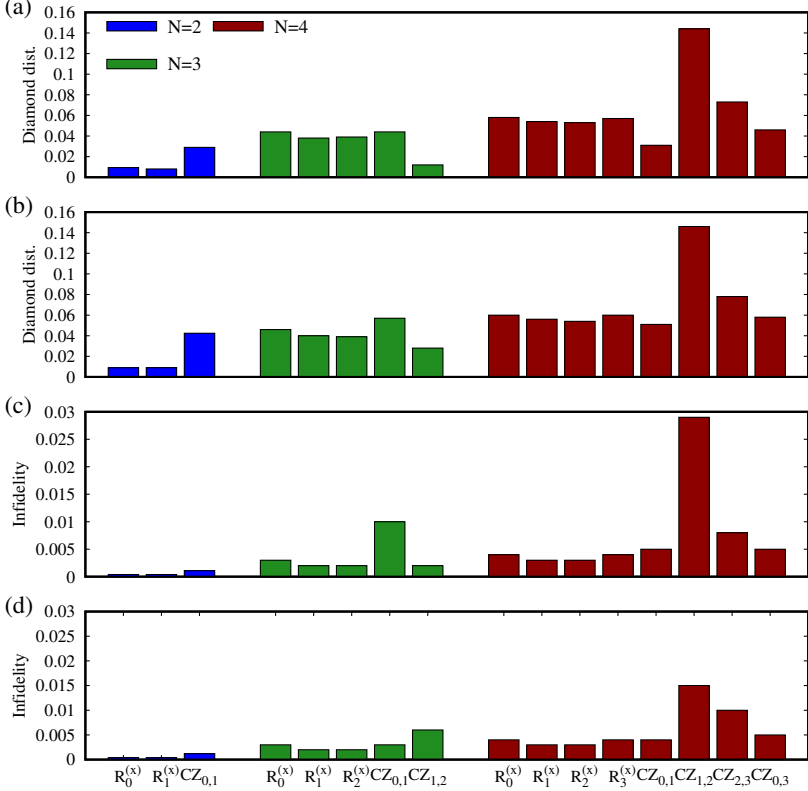 (a)
0.16
0.14
0.12
0.1
0.08
0.06
0.04
0.02
0
Diamond dist.
N=2 N=4
N=3
(b)
0.16
0.14
0.12
0.1
0.08
0.06
0.04
0.02
0
Diamond dist.
(c)
0.03
0.025
0.02
0.015
0.01
0.005
0
Infidelity
(d)
0.03
0.025
0.02
0.015
0.01
0.005
0
Infidelity
R₀⁽ˣ⁾ R₁⁽ˣ⁾ CZ₀,₁ R₀⁽ˣ⁾ R₁⁽ˣ⁾ R₂⁽ˣ⁾ CZ₀,₁ CZ₁,₂ R₀⁽ˣ⁾ R₁⁽ˣ⁾ R₂⁽ˣ⁾ R₃⁽ˣ⁾ CZ₀,₁ CZ₁,₂ CZ₂,₃ CZ₀,₃